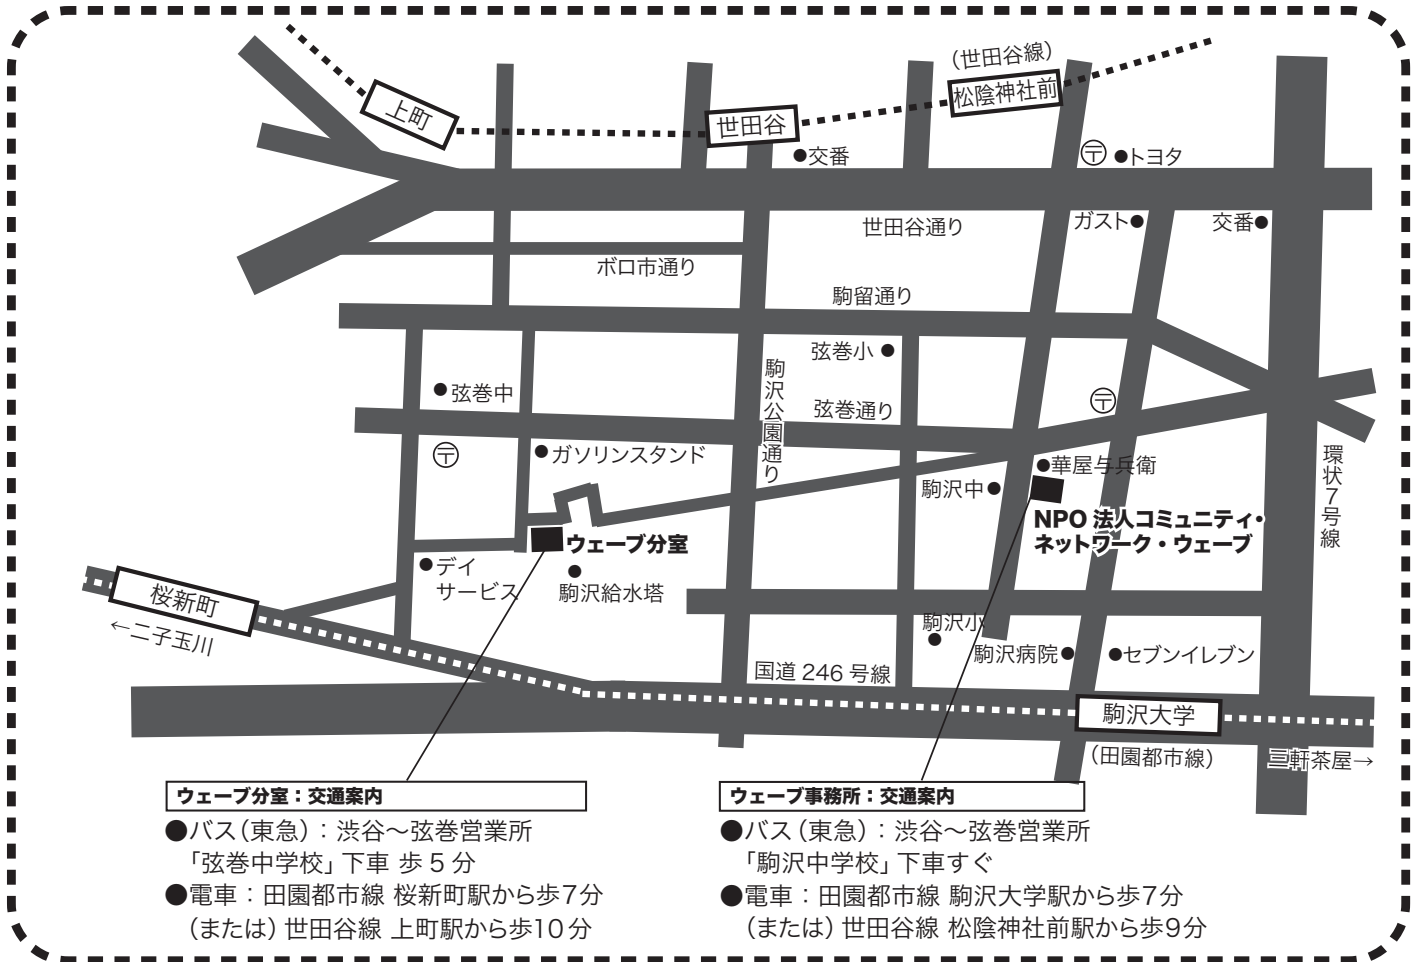 (世田谷線)
上町
世田谷
松陰神社前
●交番
〒
●トヨタ
世田谷通り
ガスト●
交番●
ボロ市通り
駒留通り
弦巻小 ●
●弦巻中
駒沢公園通り
弦巻通り
〒
〒
●ガソリンスタンド
●華屋与兵衛
駒沢中●
環状7号線
NPO 法人コミュニティ・
ネットワーク・ウェーブ
ウェーブ分室
●デイ
サービス
●
駒沢給水塔
桜新町
←二子玉川
駒沢小
●
駒沢病院●
●セブンイレブン
国道 246 号線
駒沢大学
(田園都市線)
三軒茶屋→
ウェーブ分室:交通案内
●バス(東急):渋谷〜弦巻営業所
「弦巻中学校」下車 歩5分
●電車:田園都市線 桜新町駅から歩7分
(または)世田谷線 上町駅から歩10分
ウェーブ事務所:交通案内
●バス(東急):渋谷〜弦巻営業所
「駒沢中学校」下車すぐ
●電車:田園都市線 駒沢大学駅から歩7分
(または)世田谷線 松陰神社前駅から歩9分